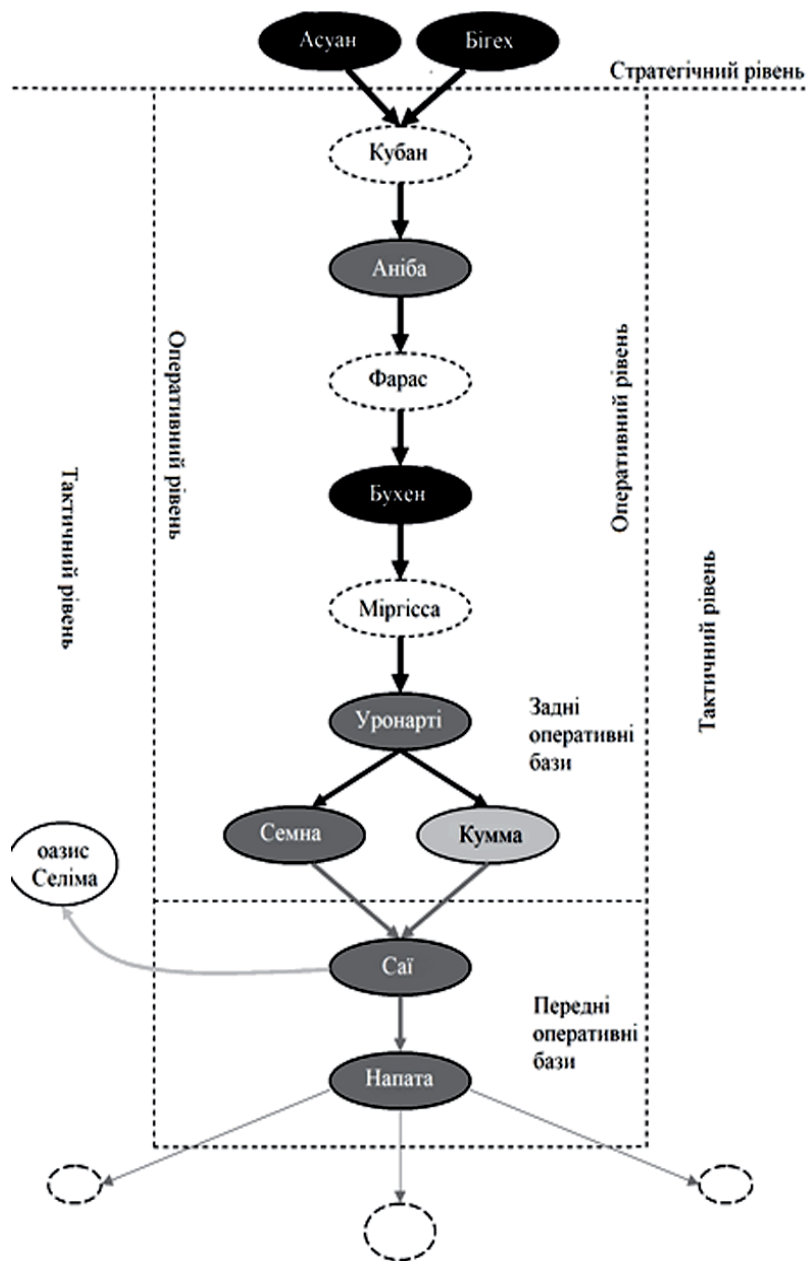 Асуан
Бігех
Стратегічний рівень
Кубан
Аніба
Оперативний рівень
Оперативний рівень
Фарас
Тактичний рівень
Бухен
Міргісса
Тактичний рівень
Уронарті
Задні
оперативні
бази
Семна
Кумма
оазис
Селіма
Саї
Передні
оперативні
бази
Напата